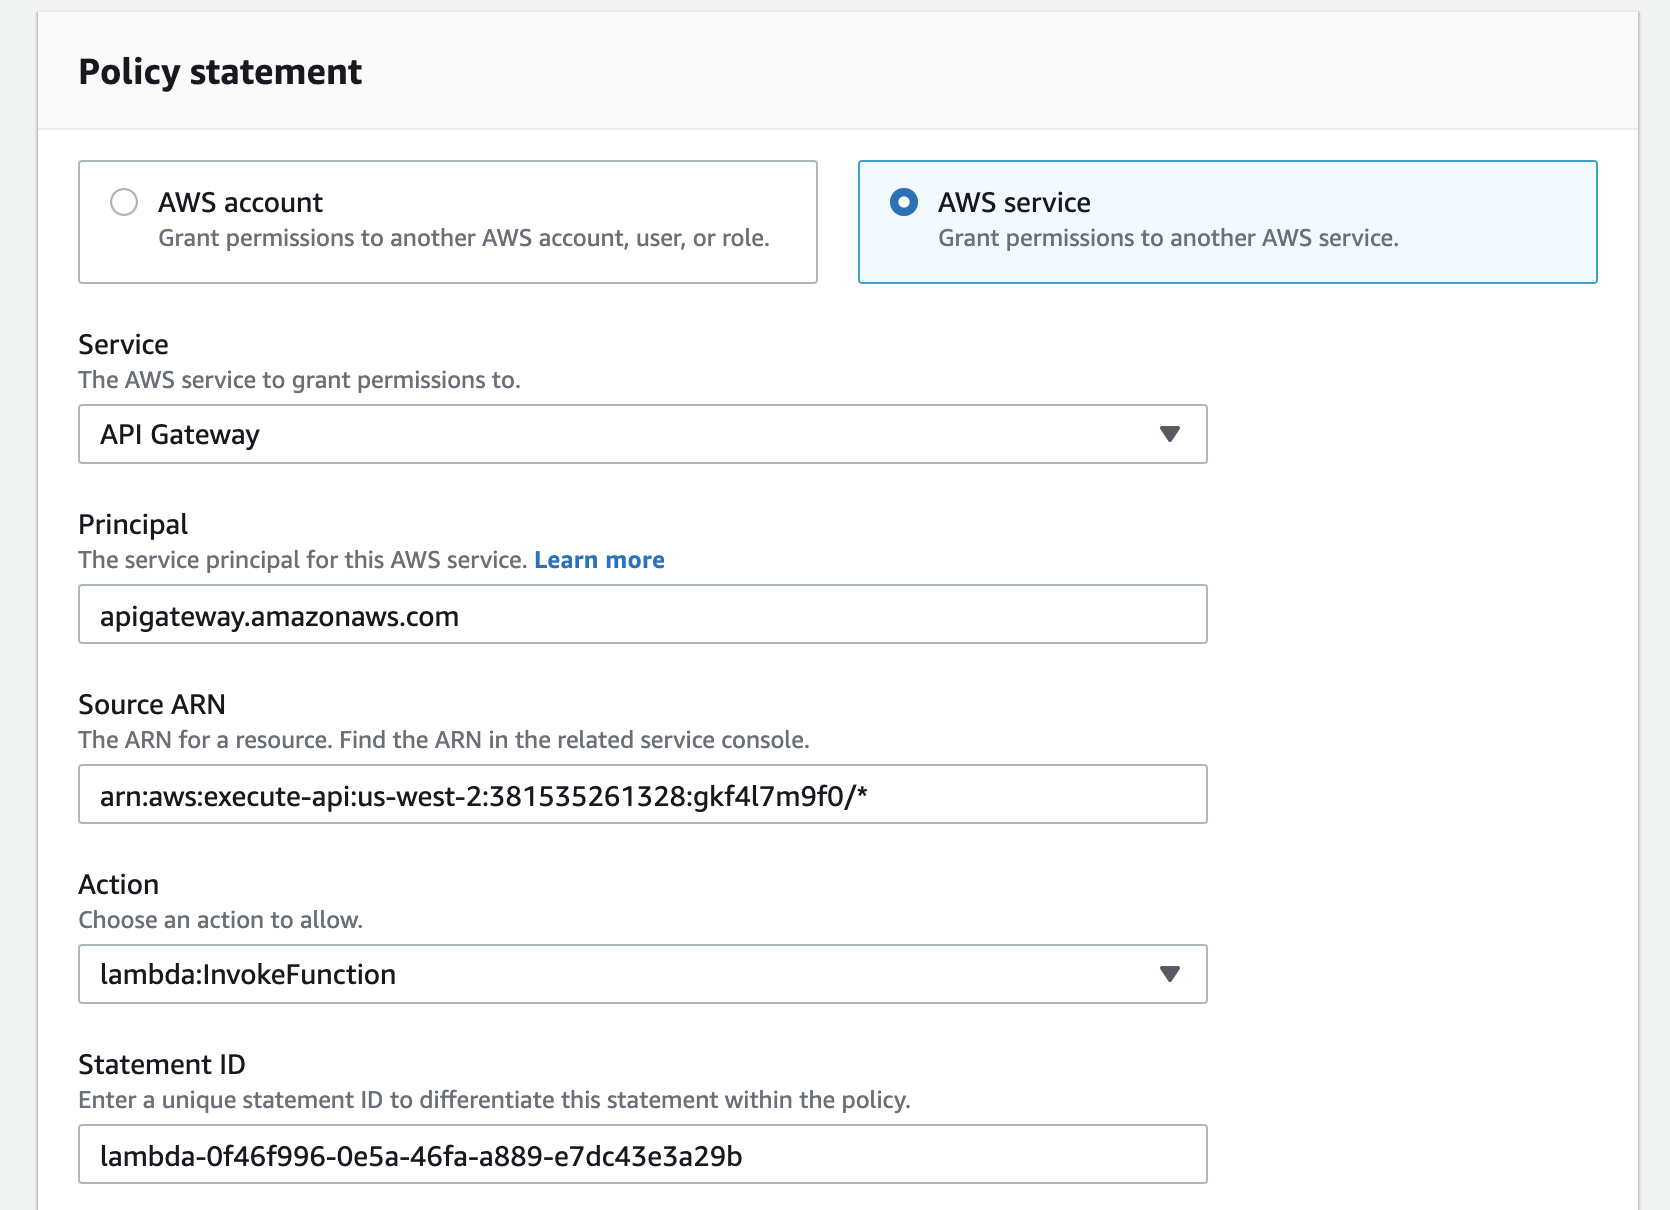 Policy statement
AWS account
Grant permissions to another AWS account, user, or role.
AWS service
Grant permissions to another AWS service.
Service
The AWS service to grant permissions to.
API Gateway
Principal
The service principal for this AWS service. Learn more
apigateway.amazonaws.com
Source ARN
The ARN for a resource. Find the ARN in the related service console.
arn:aws:execute-api:us-west-2:381535261328:gkf4l7m9f0/*
Action
Choose an action to allow.
lambda:InvokeFunction
Statement ID
Enter a unique statement ID to differentiate this statement within the policy.
lambda-0f46f996-0e5a-46fa-a889-e7dc43e3a29b